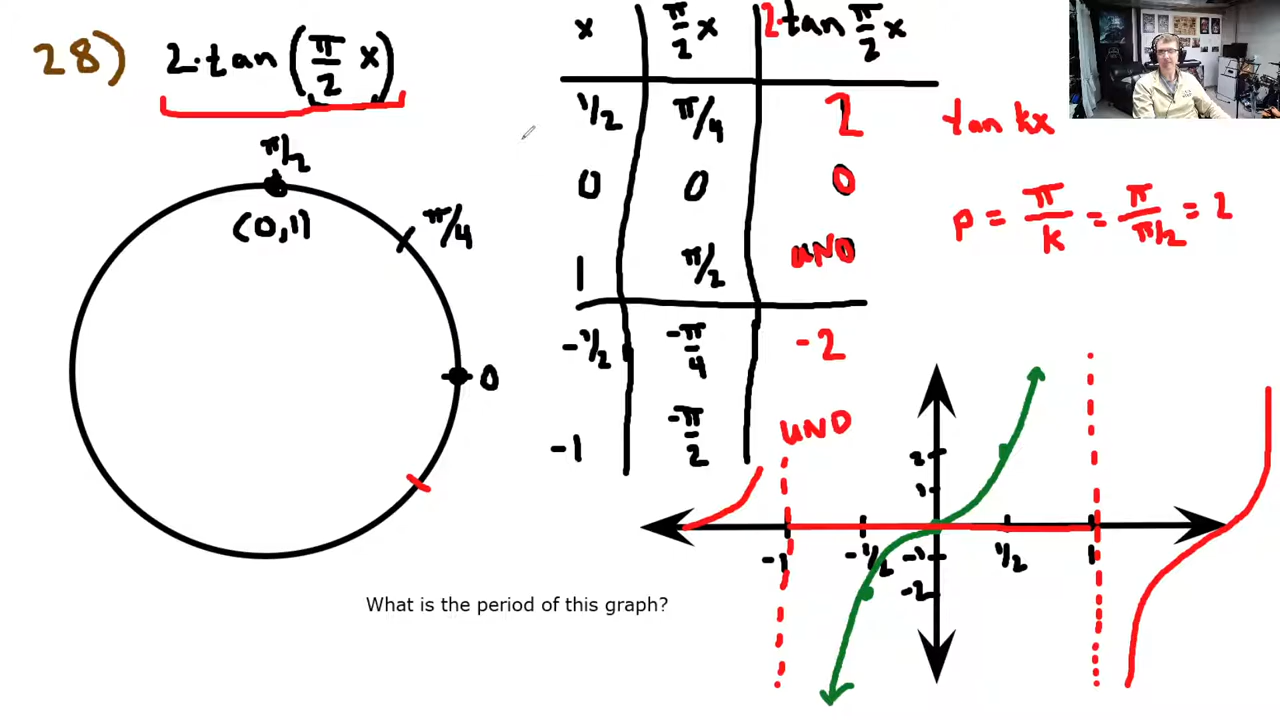 28) 2·tan(π/2 x)
x π/2 x 2·tan π/2 x
1/2 π/4 2
0 0 0
1 π/2 UND
-1/2 -π/4 -2
-1 -π/2 UND
tan kx
p = π/k = π/π/2 = 2
π/2
(0,1)
π/4
0
2
1
-1 -1/2 1/2 1
-1
-2
What is the period of this graph?